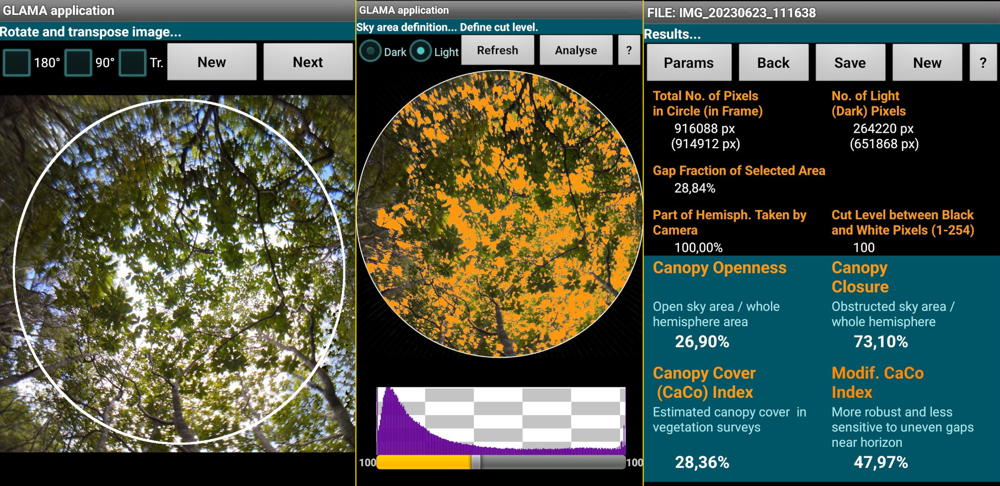 GLAMA application
Rotate and transpose image...
180° 90° Tr. New Next
GLAMA application
Sky area definition... Define cut level.
Dark Light Refresh Analyse ?
100 100
FILE: IMG_20230623_111638
Results...
Params Back Save New ?
Total No. of Pixels
in Circle (in Frame)
916088 px
(914912 px)
No. of Light
(Dark) Pixels
264220 px
(651868 px)
Gap Fraction of Selected Area
28,84%
Part of Hemisph. Taken by
Camera
100,00%
Cut Level between Black
and White Pixels (1-254)
100
Canopy Openness
Open sky area / whole
hemisphere area
26,90%
Canopy
Closure
Obstructed sky area /
whole hemisphere
73,10%
Canopy Cover
(CaCo) Index
Estimated canopy cover in
vegetation surveys
28,36%
Modif. CaCo
Index
More robust and less
sensitive to uneven gaps
near horizon
47,97%